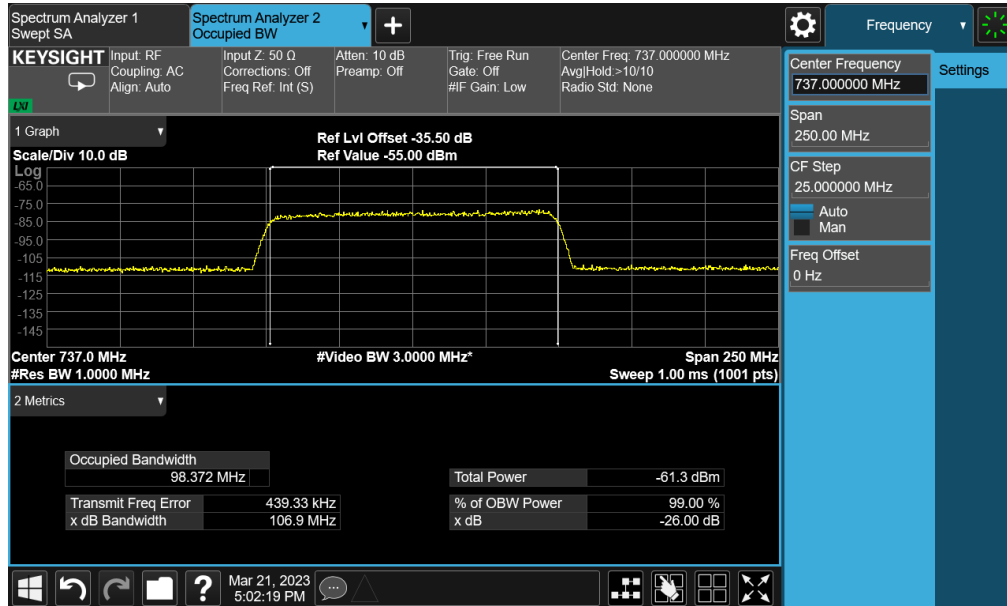 Spectrum Analyzer 1
Swept SA
Spectrum Analyzer 2
Occupied BW
Frequency
KEYSIGHT
LXI
Input: RF
Coupling: AC
Align: Auto
Input Z: 50 Ω
Corrections: Off
Freq Ref: Int (S)
Atten: 10 dB
Preamp: Off
Trig: Free Run
Gate: Off
#IF Gain: Low
Center Freq: 737.000000 MHz
Avg|Hold:>10/10
Radio Std: None
Center Frequency
737.000000 MHz
Settings
Span
250.00 MHz
CF Step
25.000000 MHz
Auto
Man
Freq Offset
0 Hz
1 Graph
Scale/Div 10.0 dB
Ref Lvl Offset -35.50 dB
Ref Value -55.00 dBm
Log
-65.0
-75.0
-85.0
-95.0
-105
-115
-125
-135
-145
Center 737.0 MHz
#Res BW 1.0000 MHz
#Video BW 3.0000 MHz*
Span 250 MHz
Sweep 1.00 ms (1001 pts)
2 Metrics
Occupied Bandwidth
98.372 MHz
Total Power -61.3 dBm
Transmit Freq Error 439.33 kHz
% of OBW Power 99.00 %
x dB Bandwidth 106.9 MHz
x dB -26.00 dB
Mar 21, 2023
5:02:19 PM